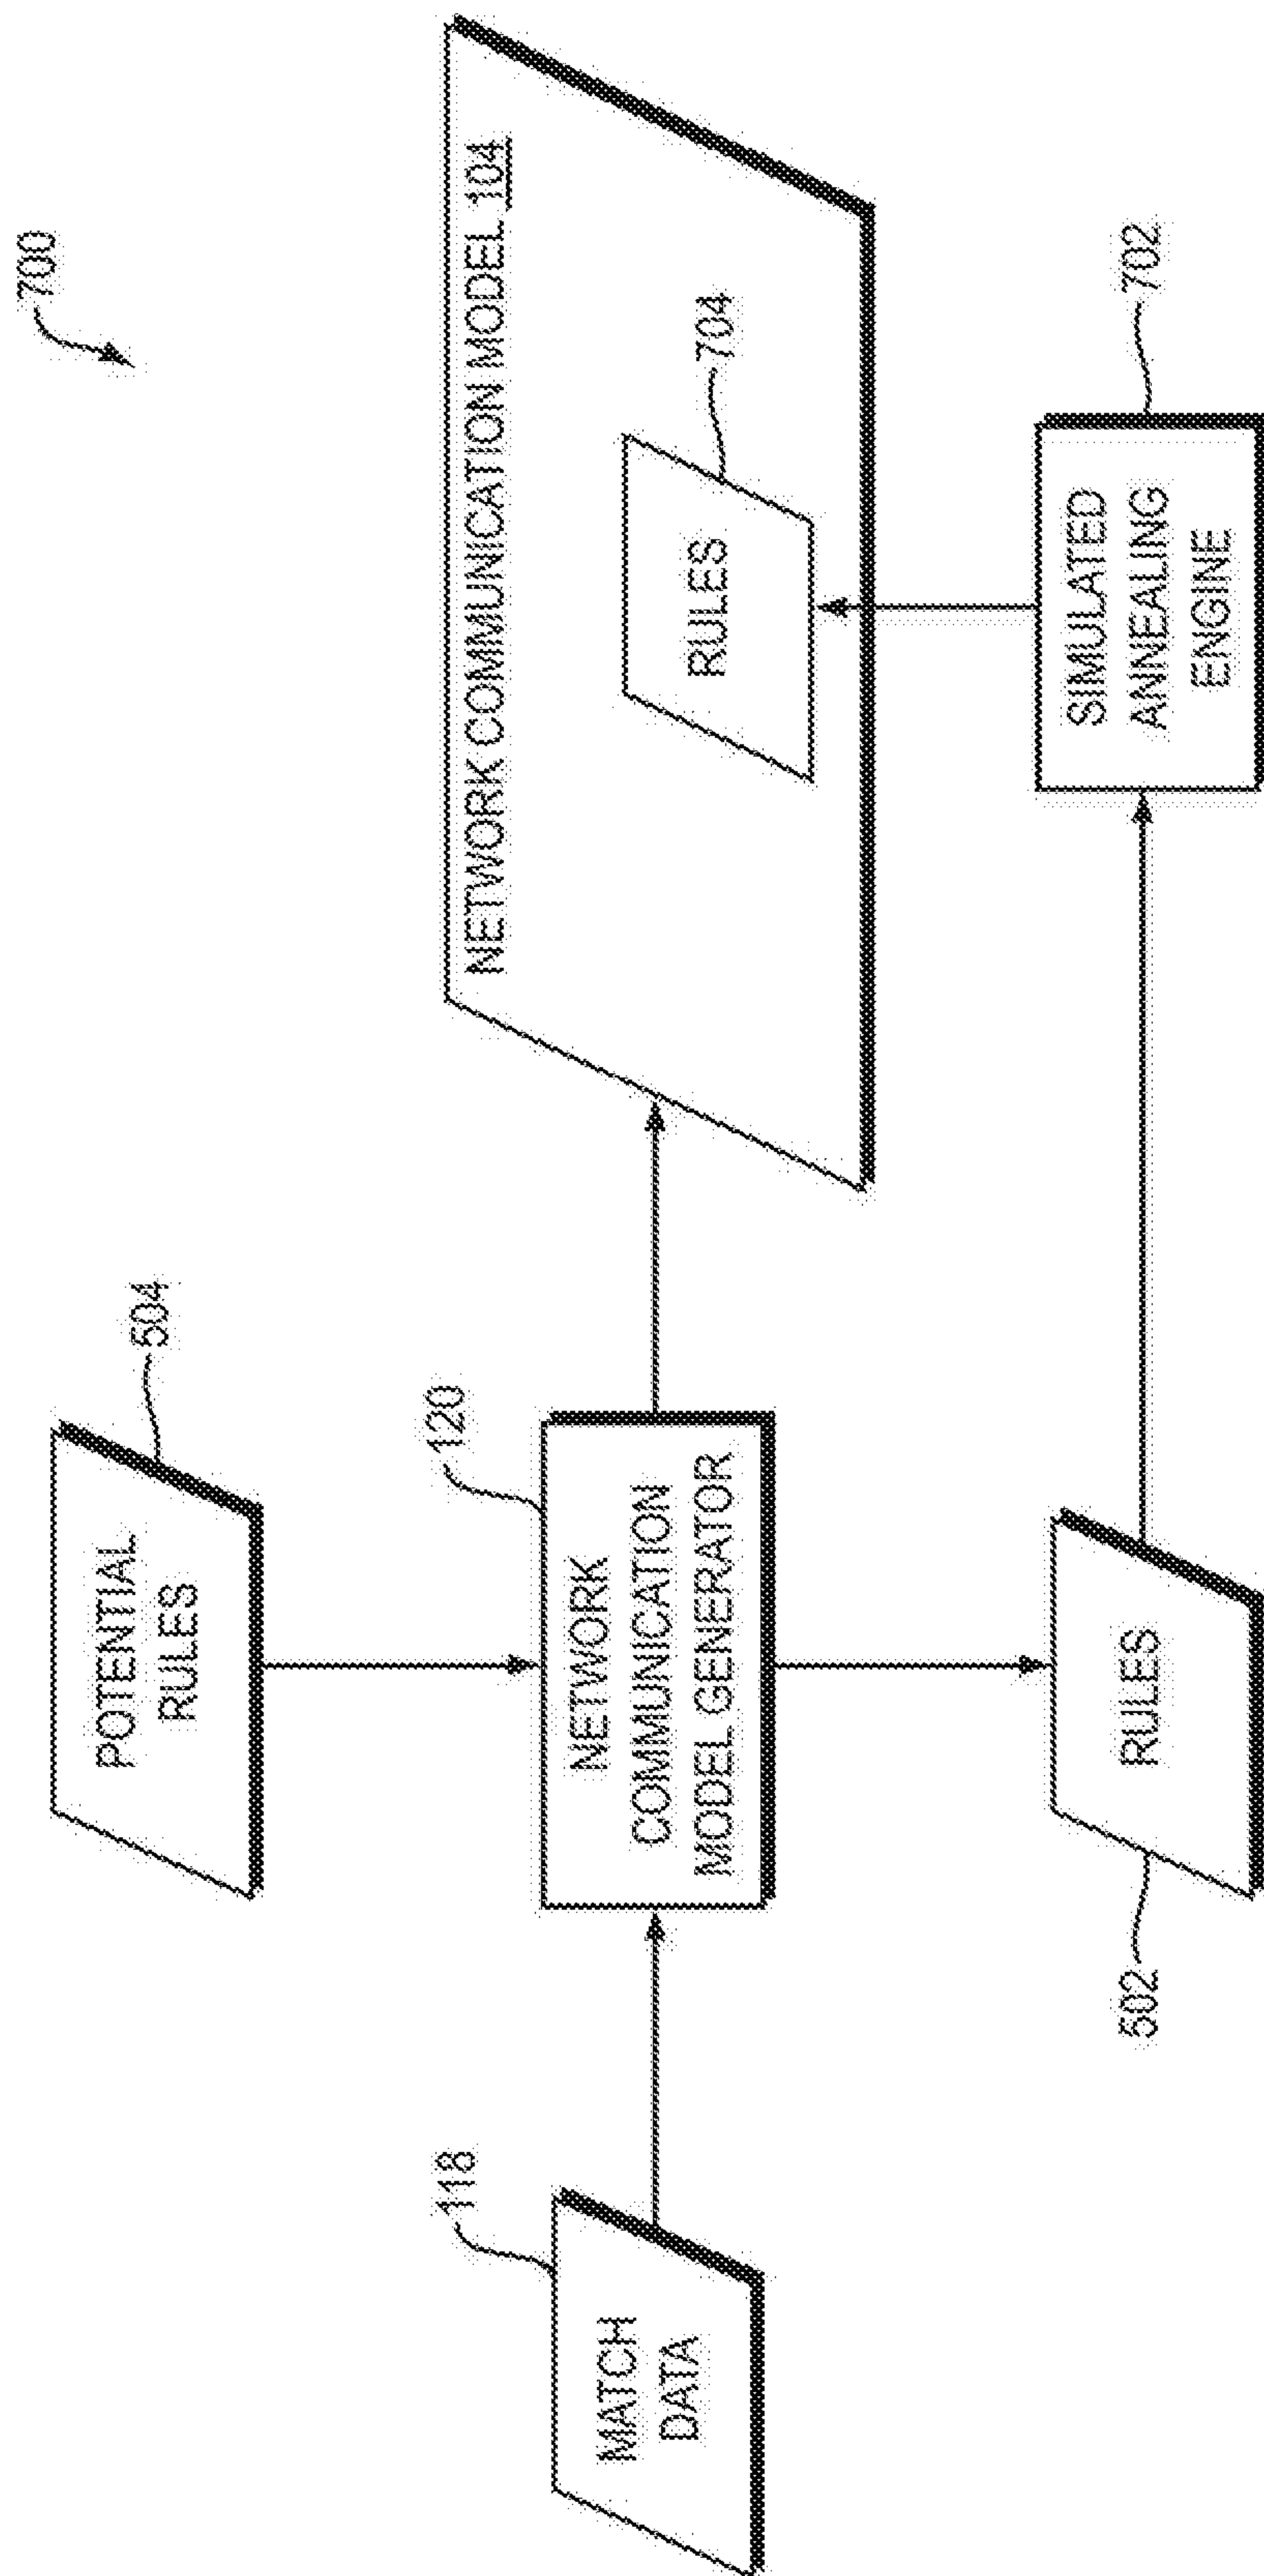 700
POTENTIAL
RULES
504
NETWORK COMMUNICATION MODEL 104
RULES
704
118
MATCH
DATA
120
NETWORK
COMMUNICATION
MODEL GENERATOR
502
RULES
SIMULATED
ANNEALING
ENGINE
702